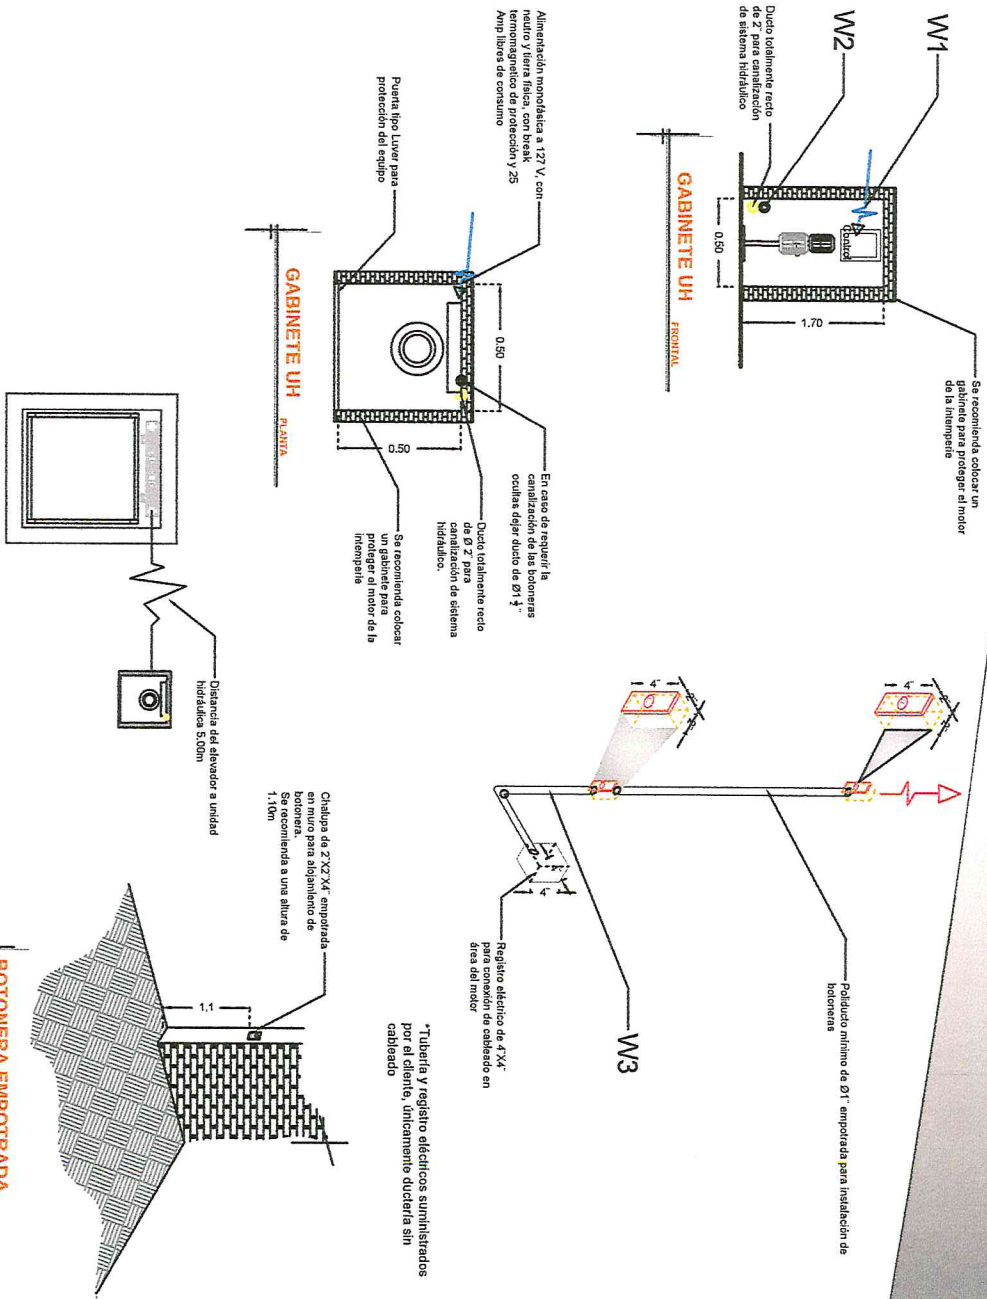 W1
W2
Ducto totalmente recto
de 2" para canalización
de sistema hidráulico
Control
0.50
1.70
Se recomienda colocar un
gabinete para proteger el motor
de la intemperie
GABINETE UH
FRONTAL
Alimentación monofásica a 127 V, con
neutro y tierra física, con break
termomagnetico de protección y 25
Amp libres de consumo
Puerta tipo Luver para
protección del equipo
0.50
0.50
En caso de requerir la
canalización de las botoneras
ocultas dejar ducto de Ø1 1/2"
Ducto totalmente recto
de Ø 2" para
canalización de sistema
hidráulico.
Se recomienda colocar
un gabinete para
proteger el motor de la
intemperie
GABINETE UH
PLANTA
Distancia del elevador a unidad
hidráulica 5.00m
4"
2"
2"
4"
2"
2"
Poliducto mínimo de Ø1" empotrada para instalación de
botoneras
W3
4"
Registro eléctrico de 4"X4"
para conexión de cableado en
área del motor
*Tubería y registro eléctricos suministrados
por el cliente, únicamente ductería sin
cableado
Chalupa de 2"X2"X4" empotrada
en muro para alojamiento de
botonera.
Se recomienda a una altura de
1.10m
1.1
BOTONERA EMPOTRADA